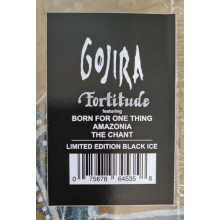 GOJIRA
Fortitude
featuring
BORN FOR ONE THING
AMAZONIA
THE CHANT
LIMITED EDITION BLACK ICE
0 75678 64535 8